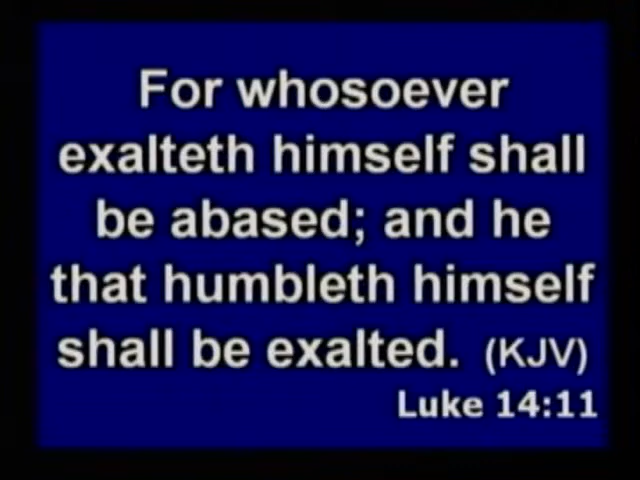 For whosoever
exalteth himself shall
be abased; and he
that humbleth himself
shall be exalted. (KJV)
Luke 14:11